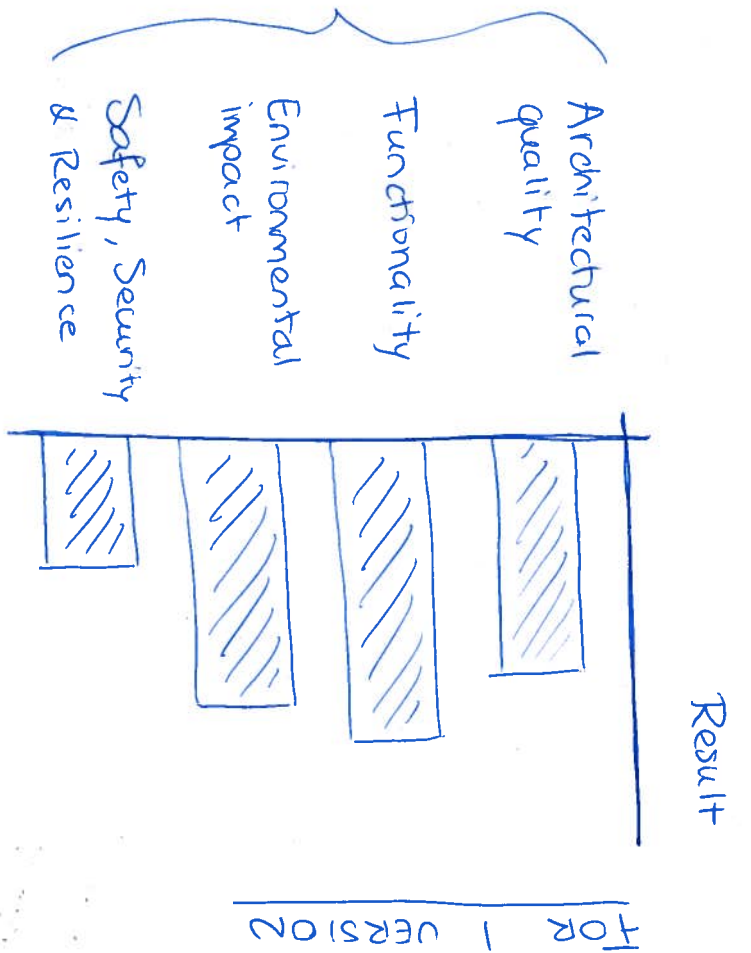 Result
Architectural
quality
Functionality
Environmental
impact
Safety, Security
& Resilience
FOR 1 VERSION